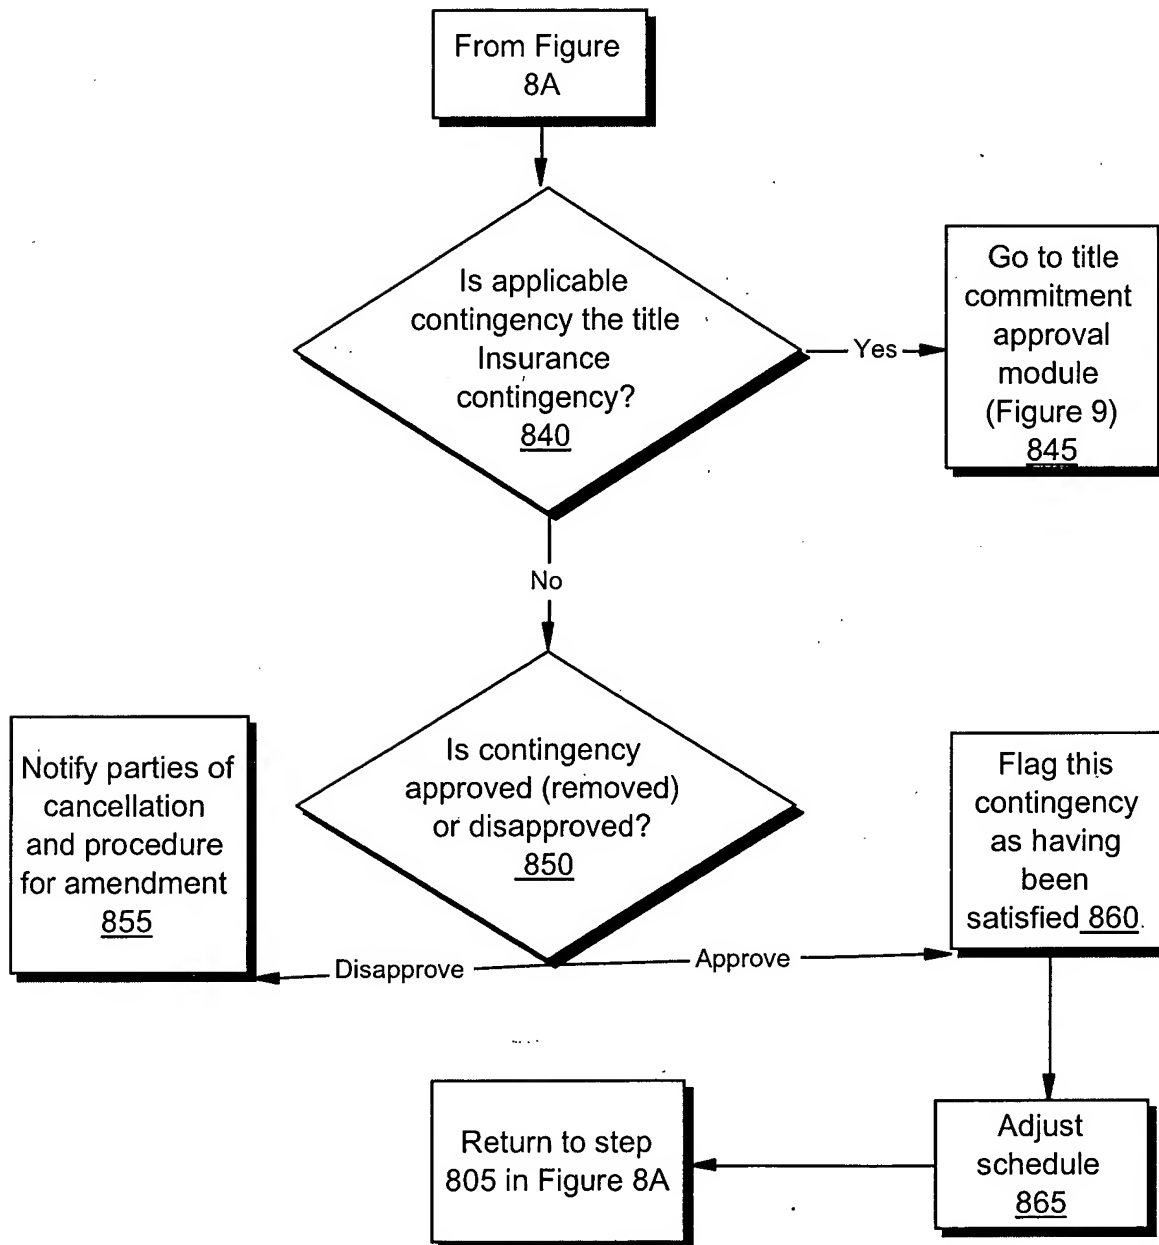 From Figure
8A
Is applicable
contingency the title
Insurance
contingency?
840
Yes
Go to title
commitment
approval
module
(Figure 9)
845
No
Is contingency
approved (removed)
or disapproved?
850
Notify parties of
cancellation
and procedure
for amendment
855
Flag this
contingency
as having
been
satisfied 860
Disapprove
Approve
Return to step
805 in Figure 8A
Adjust
schedule
865